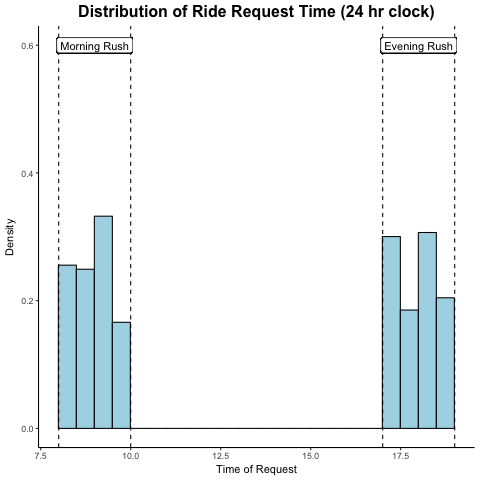 Distribution of Ride Request Time (24 hr clock)
0.6
Morning Rush
Evening Rush
0.4
Density
0.2
0.0
7.5
10.0
12.5
15.0
17.5
Time of Request